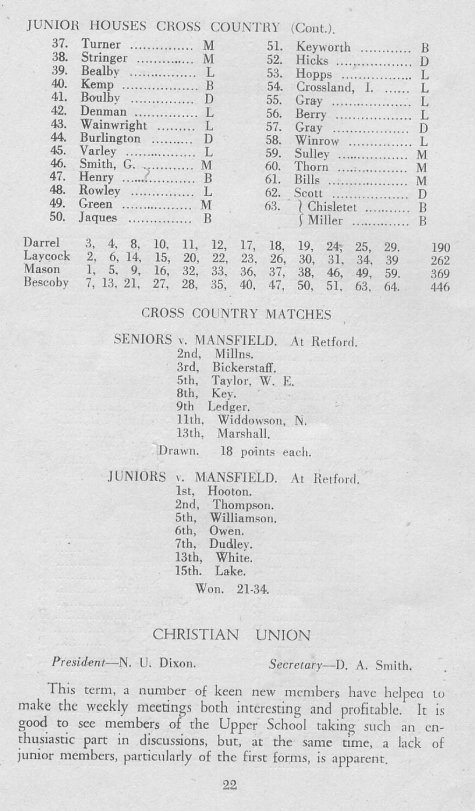 JUNIOR HOUSES CROSS COUNTRY (Cont.).
37. Turner ............... M
38. Stringer ............. M
39. Bealby ............... L
40. Kemp ................. B
41. Boulby ............... D
42. Denman ............... L
43. Wainwright ......... L
44. Burlington .......... D
45. Varley ................ L
46. Smith, G. ............ M
47. Henry ................. B
48. Rowley ............... L
49. Green ................. M
50. Jaques ............... B
51. Keyworth ............ B
52. Hicks ................. D
53. Hopps ................ L
54. Crossland, I. ...... L
55. Gray .................. L
56. Berry ................. L
57. Gray .................. D
58. Winrow ............... L
59. Sulley ................ M
60. Thorn ................. M
61. Bills ................... M
62. Scott .................. D
63. { Chisletet ........... B
{ Miller ............... B
Darrel 3, 4, 8, 10, 11, 12, 17, 18, 19, 24, 25, 29. 190
Laycock 2, 6, 14, 15, 20, 22, 23, 26, 30, 31, 34, 39 262
Mason 1, 5, 9, 16, 32, 33, 36, 37, 38, 46, 49, 59. 369
Bescoby 7, 13, 21, 27, 28, 35, 40, 47, 50, 51, 63, 64. 446
CROSS COUNTRY MATCHES
SENIORS v. MANSFIELD. At Retford.
2nd, Millns.
3rd, Bickerstaff.
5th, Taylor, W. E.
8th, Key.
9th Ledger.
11th, Widdowson, N.
13th, Marshall.
Drawn. 18 points each.
JUNIORS v. MANSFIELD. At Retford.
1st, Hooton.
2nd, Thompson.
5th, Williamson.
6th, Owen.
7th, Dudley.
13th, White.
15th. Lake.
Won. 21-34.
CHRISTIAN UNION
President—N. U. Dixon. Secretary—D. A. Smith.
This term, a number of keen new members have helped to
make the weekly meetings both interesting and profitable. It is
good to see members of the Upper School taking such an en-
thusiastic part in discussions, but, at the same time, a lack of
junior members, particularly of the first forms, is apparent.
22